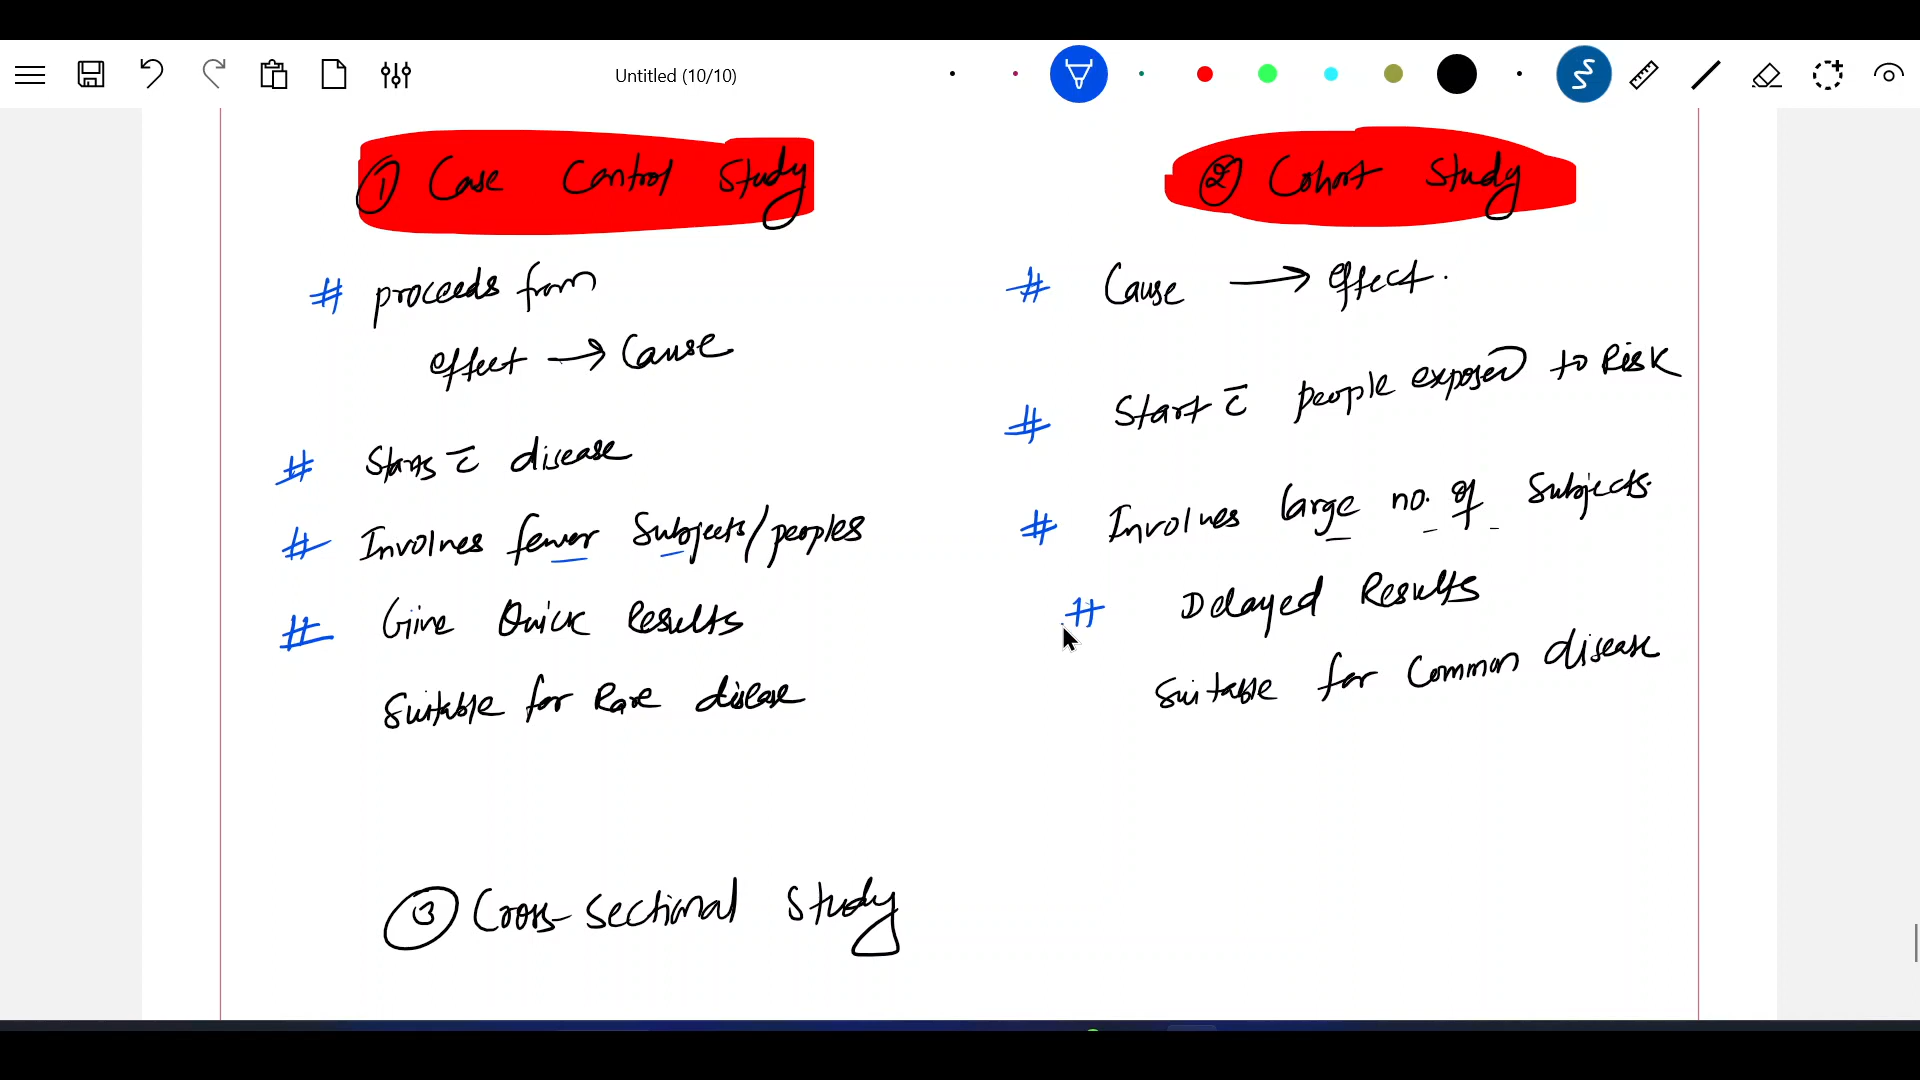 Untitled (10/10)
① Case Control Study
# proceeds from
effect → Cause
# Starts c̄ disease
# Involves fewer Subjects/peoples
# Give Quick Results
Suitable for Rare disease
② Cohort Study
# Cause → effect.
# Start c̄ people exposed to Risk
# Involves large no. of Subjects.
# Delayed Results
Suitable for Common disease
③ Cross-Sectional Study